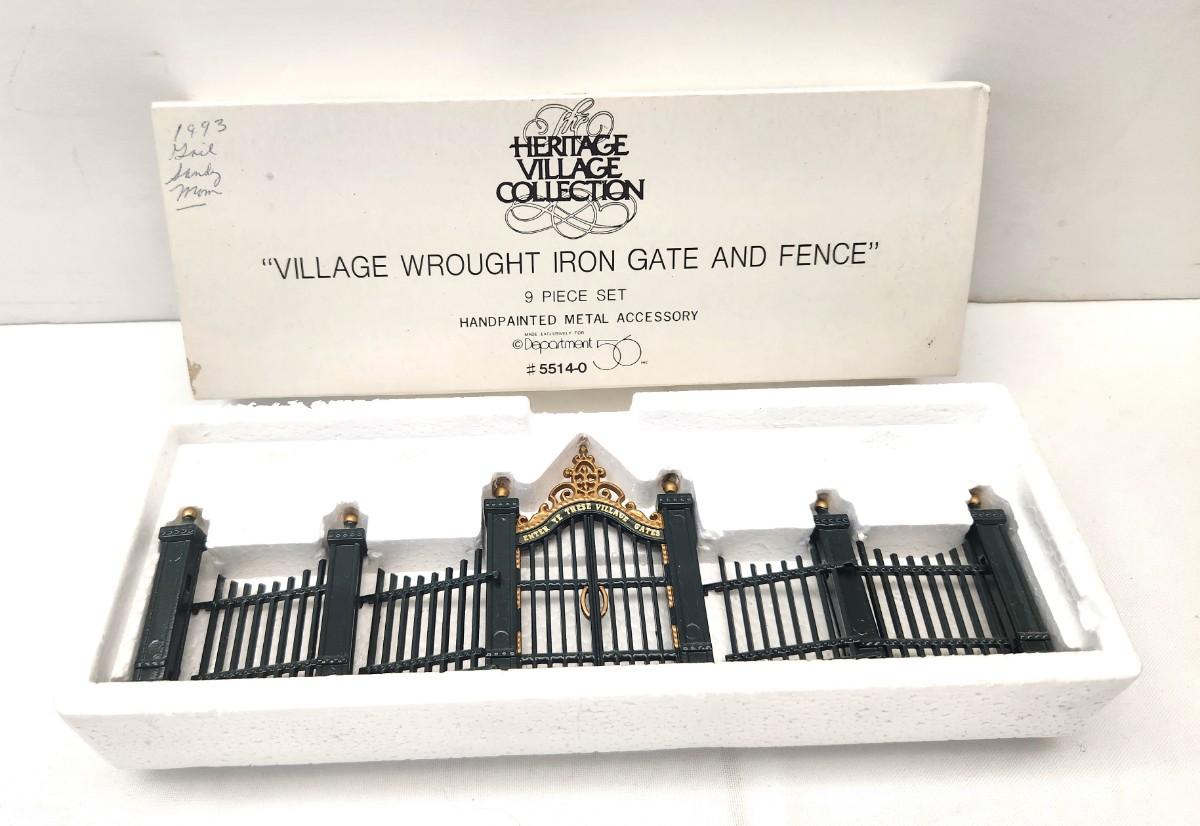 1993
Gail
Sandy
Mom
The
HERITAGE
VILLAGE
COLLECTION
“VILLAGE WROUGHT IRON GATE AND FENCE”
9 PIECE SET
HANDPAINTED METAL ACCESSORY
MADE EXCLUSIVELY FOR
©Department 56 INC
#5514-0
ENTER YE THESE VILLAGE GATES